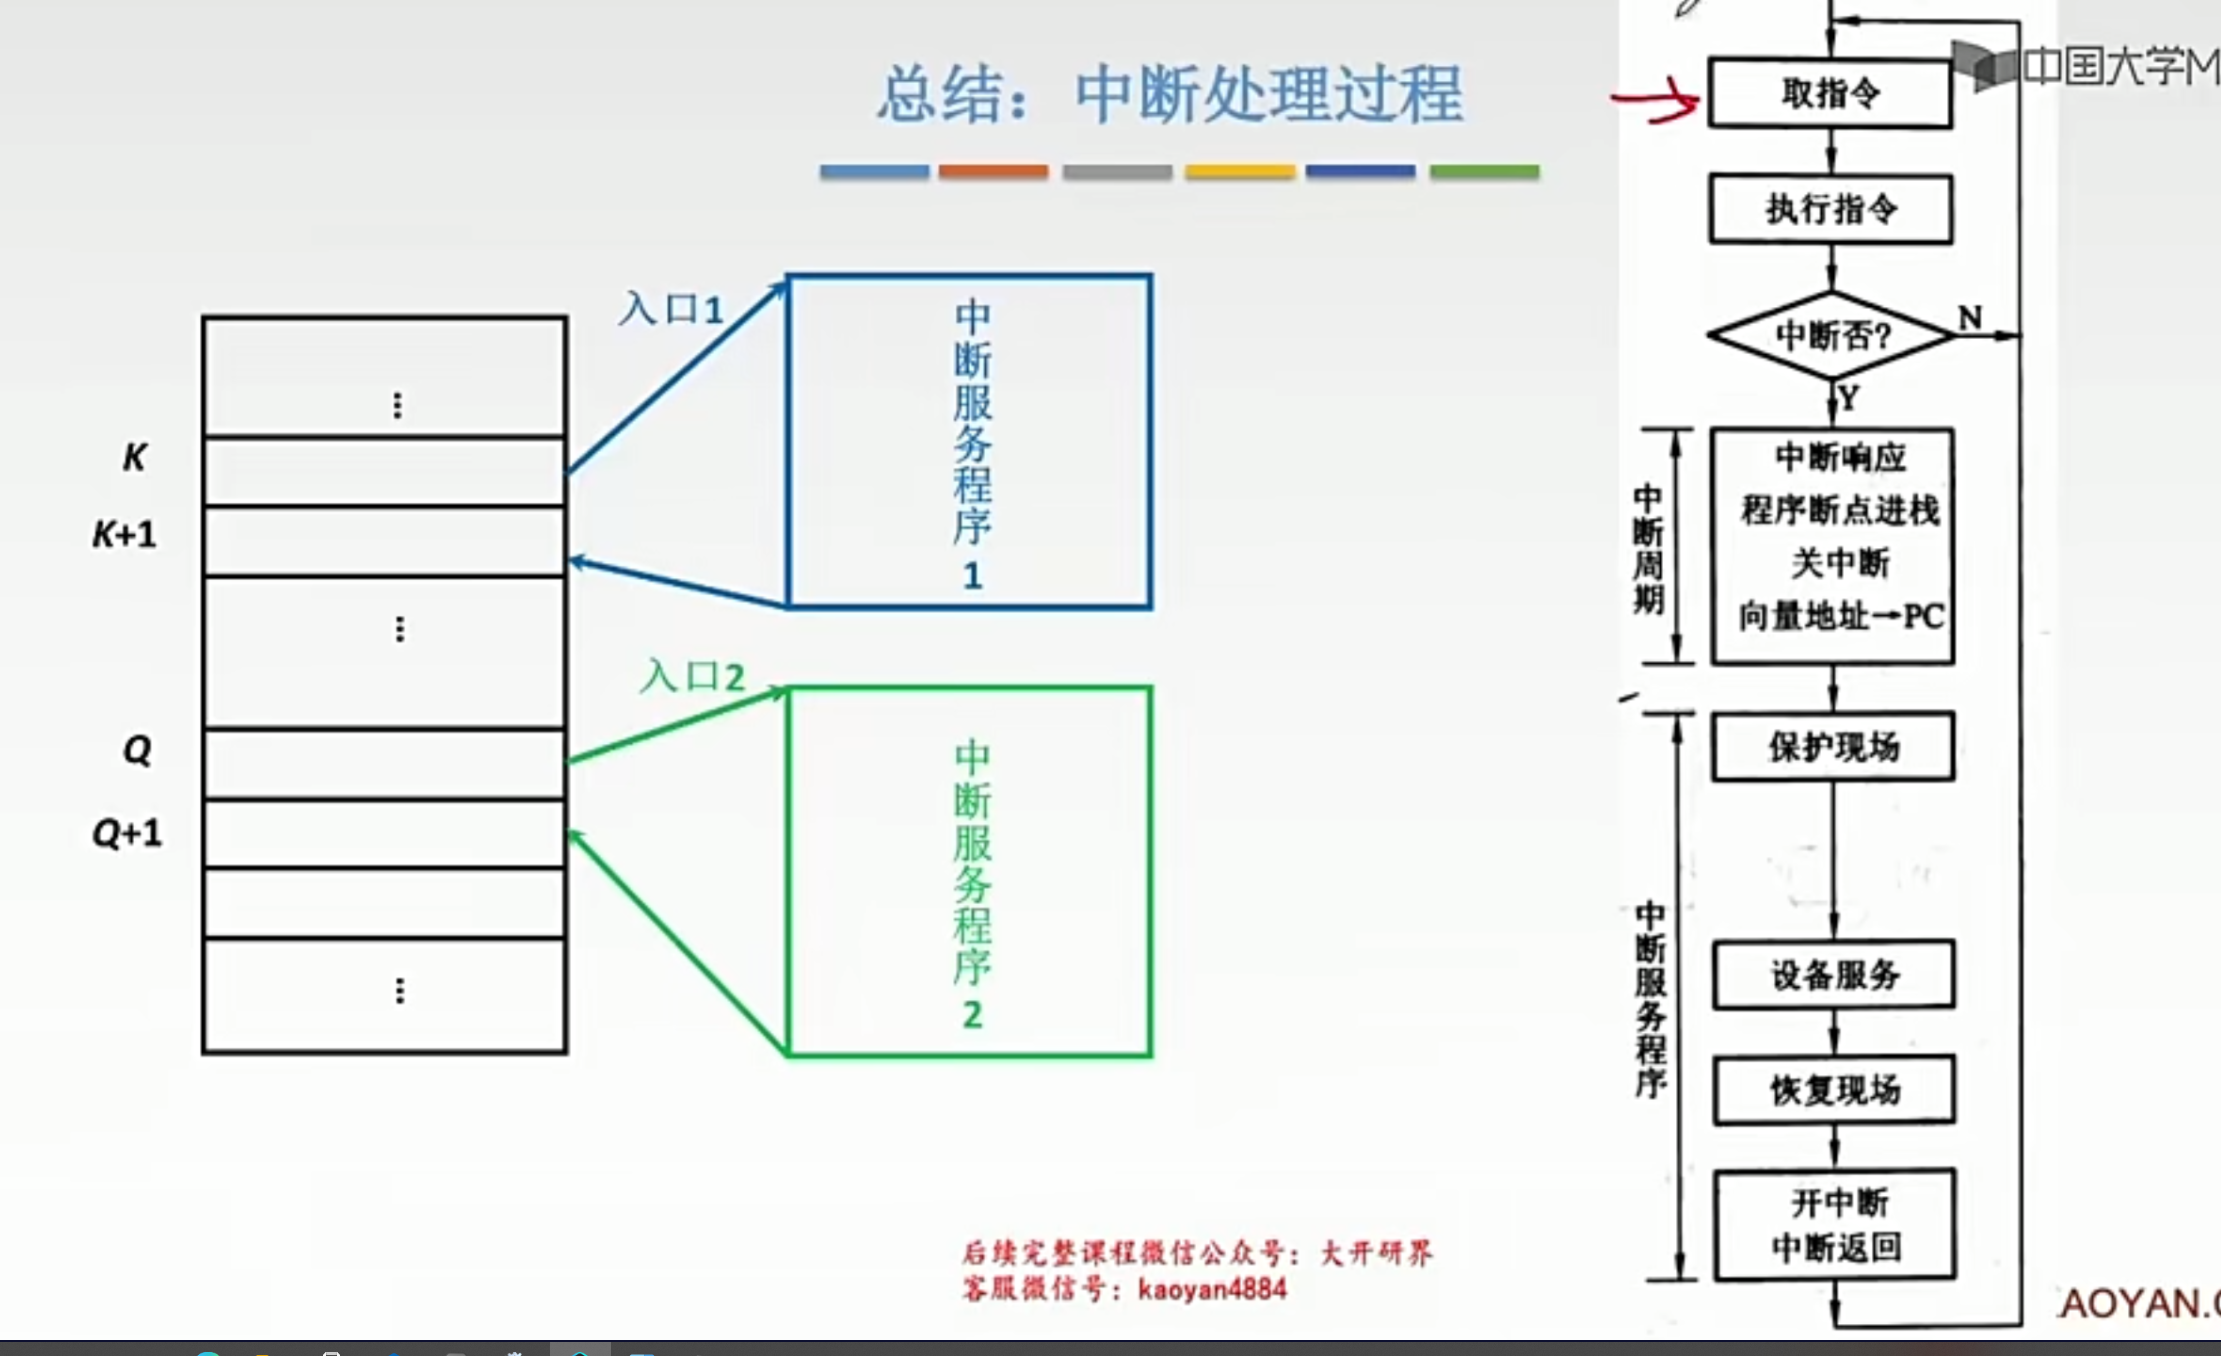 总结：中断处理过程
入口1
⋮
K
K+1
⋮
Q
Q+1
⋮
中断服务程序1
入口2
中断服务程序2
后续完整课程微信公众号：大开研界
客服微信号：kaoyan4884
中国大学M
取指令
执行指令
中断否?
N
Y
中断周期
中断响应
程序断点进栈
关中断
向量地址→PC
中断服务程序
保护现场
设备服务
恢复现场
开中断
中断返回
AOYAN.